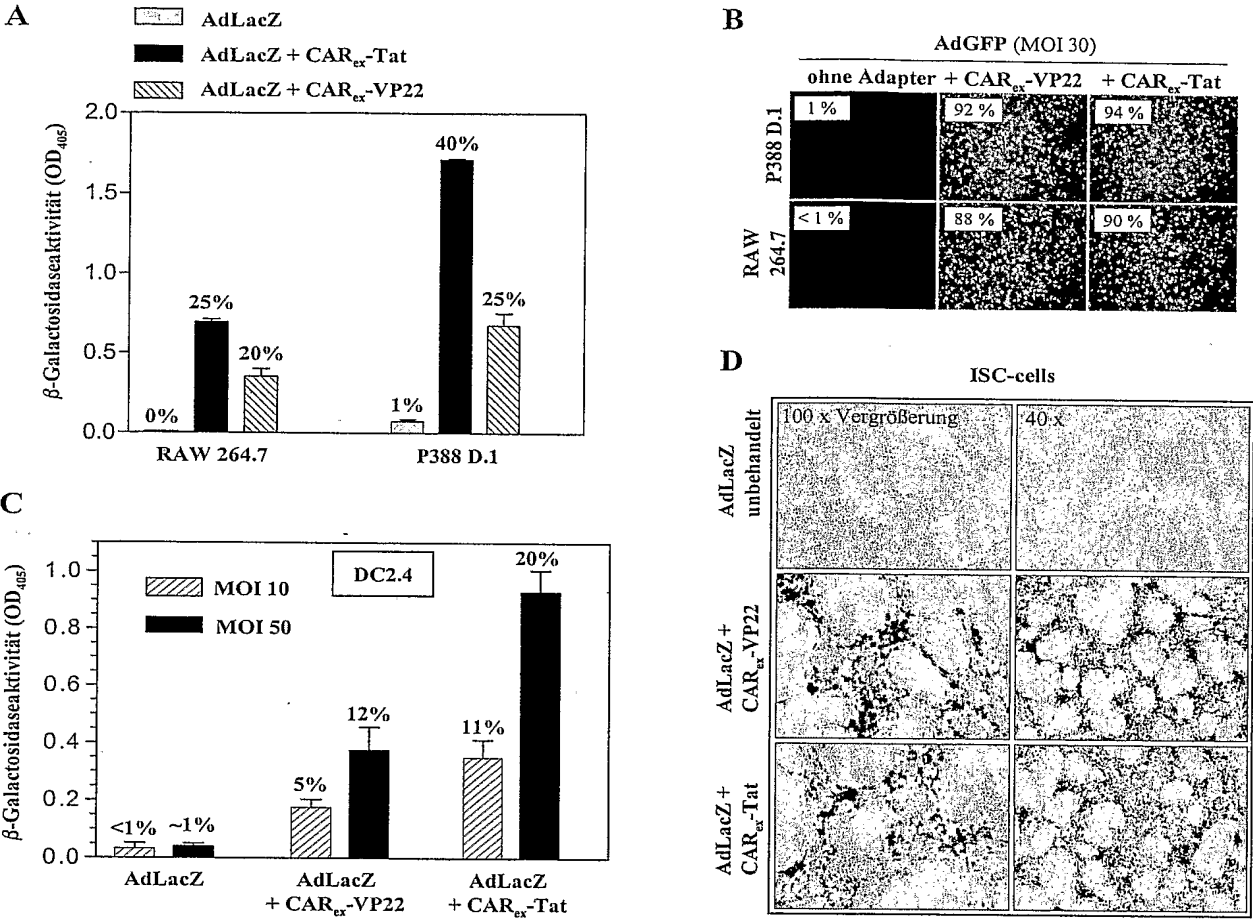 A
AdLacZ
AdLacZ + CARex-Tat
AdLacZ + CARex-VP22
β-Galactosidaseaktivität (OD405)
2.0
1.5
1.0
0.5
0.0
0%
25%
20%
1%
40%
25%
RAW 264.7
P388 D.1
B
AdGFP (MOI 30)
ohne Adapter + CARex-VP22 + CARex-Tat
P388 D.1
1 %
92 %
94 %
RAW
264.7
< 1 %
88 %
90 %
C
β-Galactosidaseaktivität (OD405)
1.0
0.8
0.6
0.4
0.2
0.0
MOI 10
MOI 50
DC2.4
<1%
~1%
5%
12%
11%
20%
AdLacZ
AdLacZ
+ CARex-VP22
AdLacZ
+ CARex-Tat
D
ISC-cells
100 x Vergrößerung
40 x
AdLacZ
unbehandelt
AdLacZ +
CARex-VP22
AdLacZ +
CARex-Tat